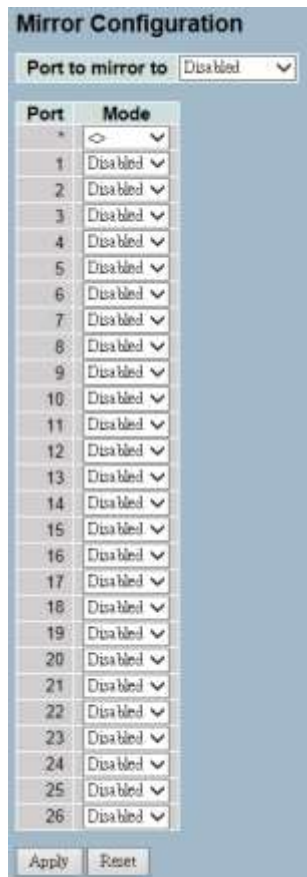 Mirror Configuration
Port to mirror to Disabled
Port Mode
* <>
1 Disabled
2 Disabled
3 Disabled
4 Disabled
5 Disabled
6 Disabled
7 Disabled
8 Disabled
9 Disabled
10 Disabled
11 Disabled
12 Disabled
13 Disabled
14 Disabled
15 Disabled
16 Disabled
17 Disabled
18 Disabled
19 Disabled
20 Disabled
21 Disabled
22 Disabled
23 Disabled
24 Disabled
25 Disabled
26 Disabled
Apply Reset